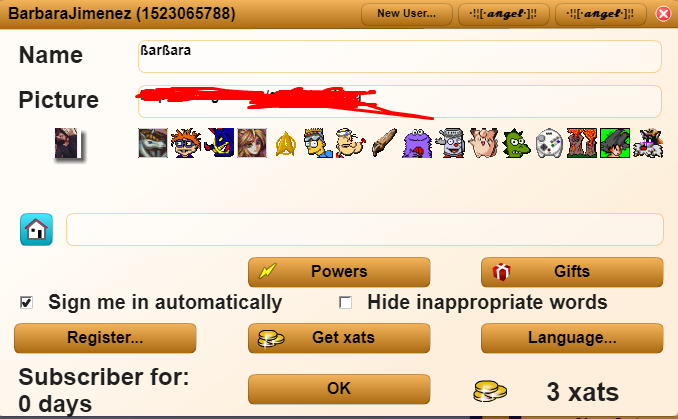 BarbaraJimenez (1523065788) New User... ·!¦[·𝓪𝓷𝓰𝓮𝓵·]¦! ·!¦[·𝓪𝓷𝓰𝓮𝓵·]¦!
Name ßarßara
Picture
Powers Gifts
Sign me in automatically Hide inappropriate words
Register... Get xats Language...
Subscriber for:
0 days OK 3 xats